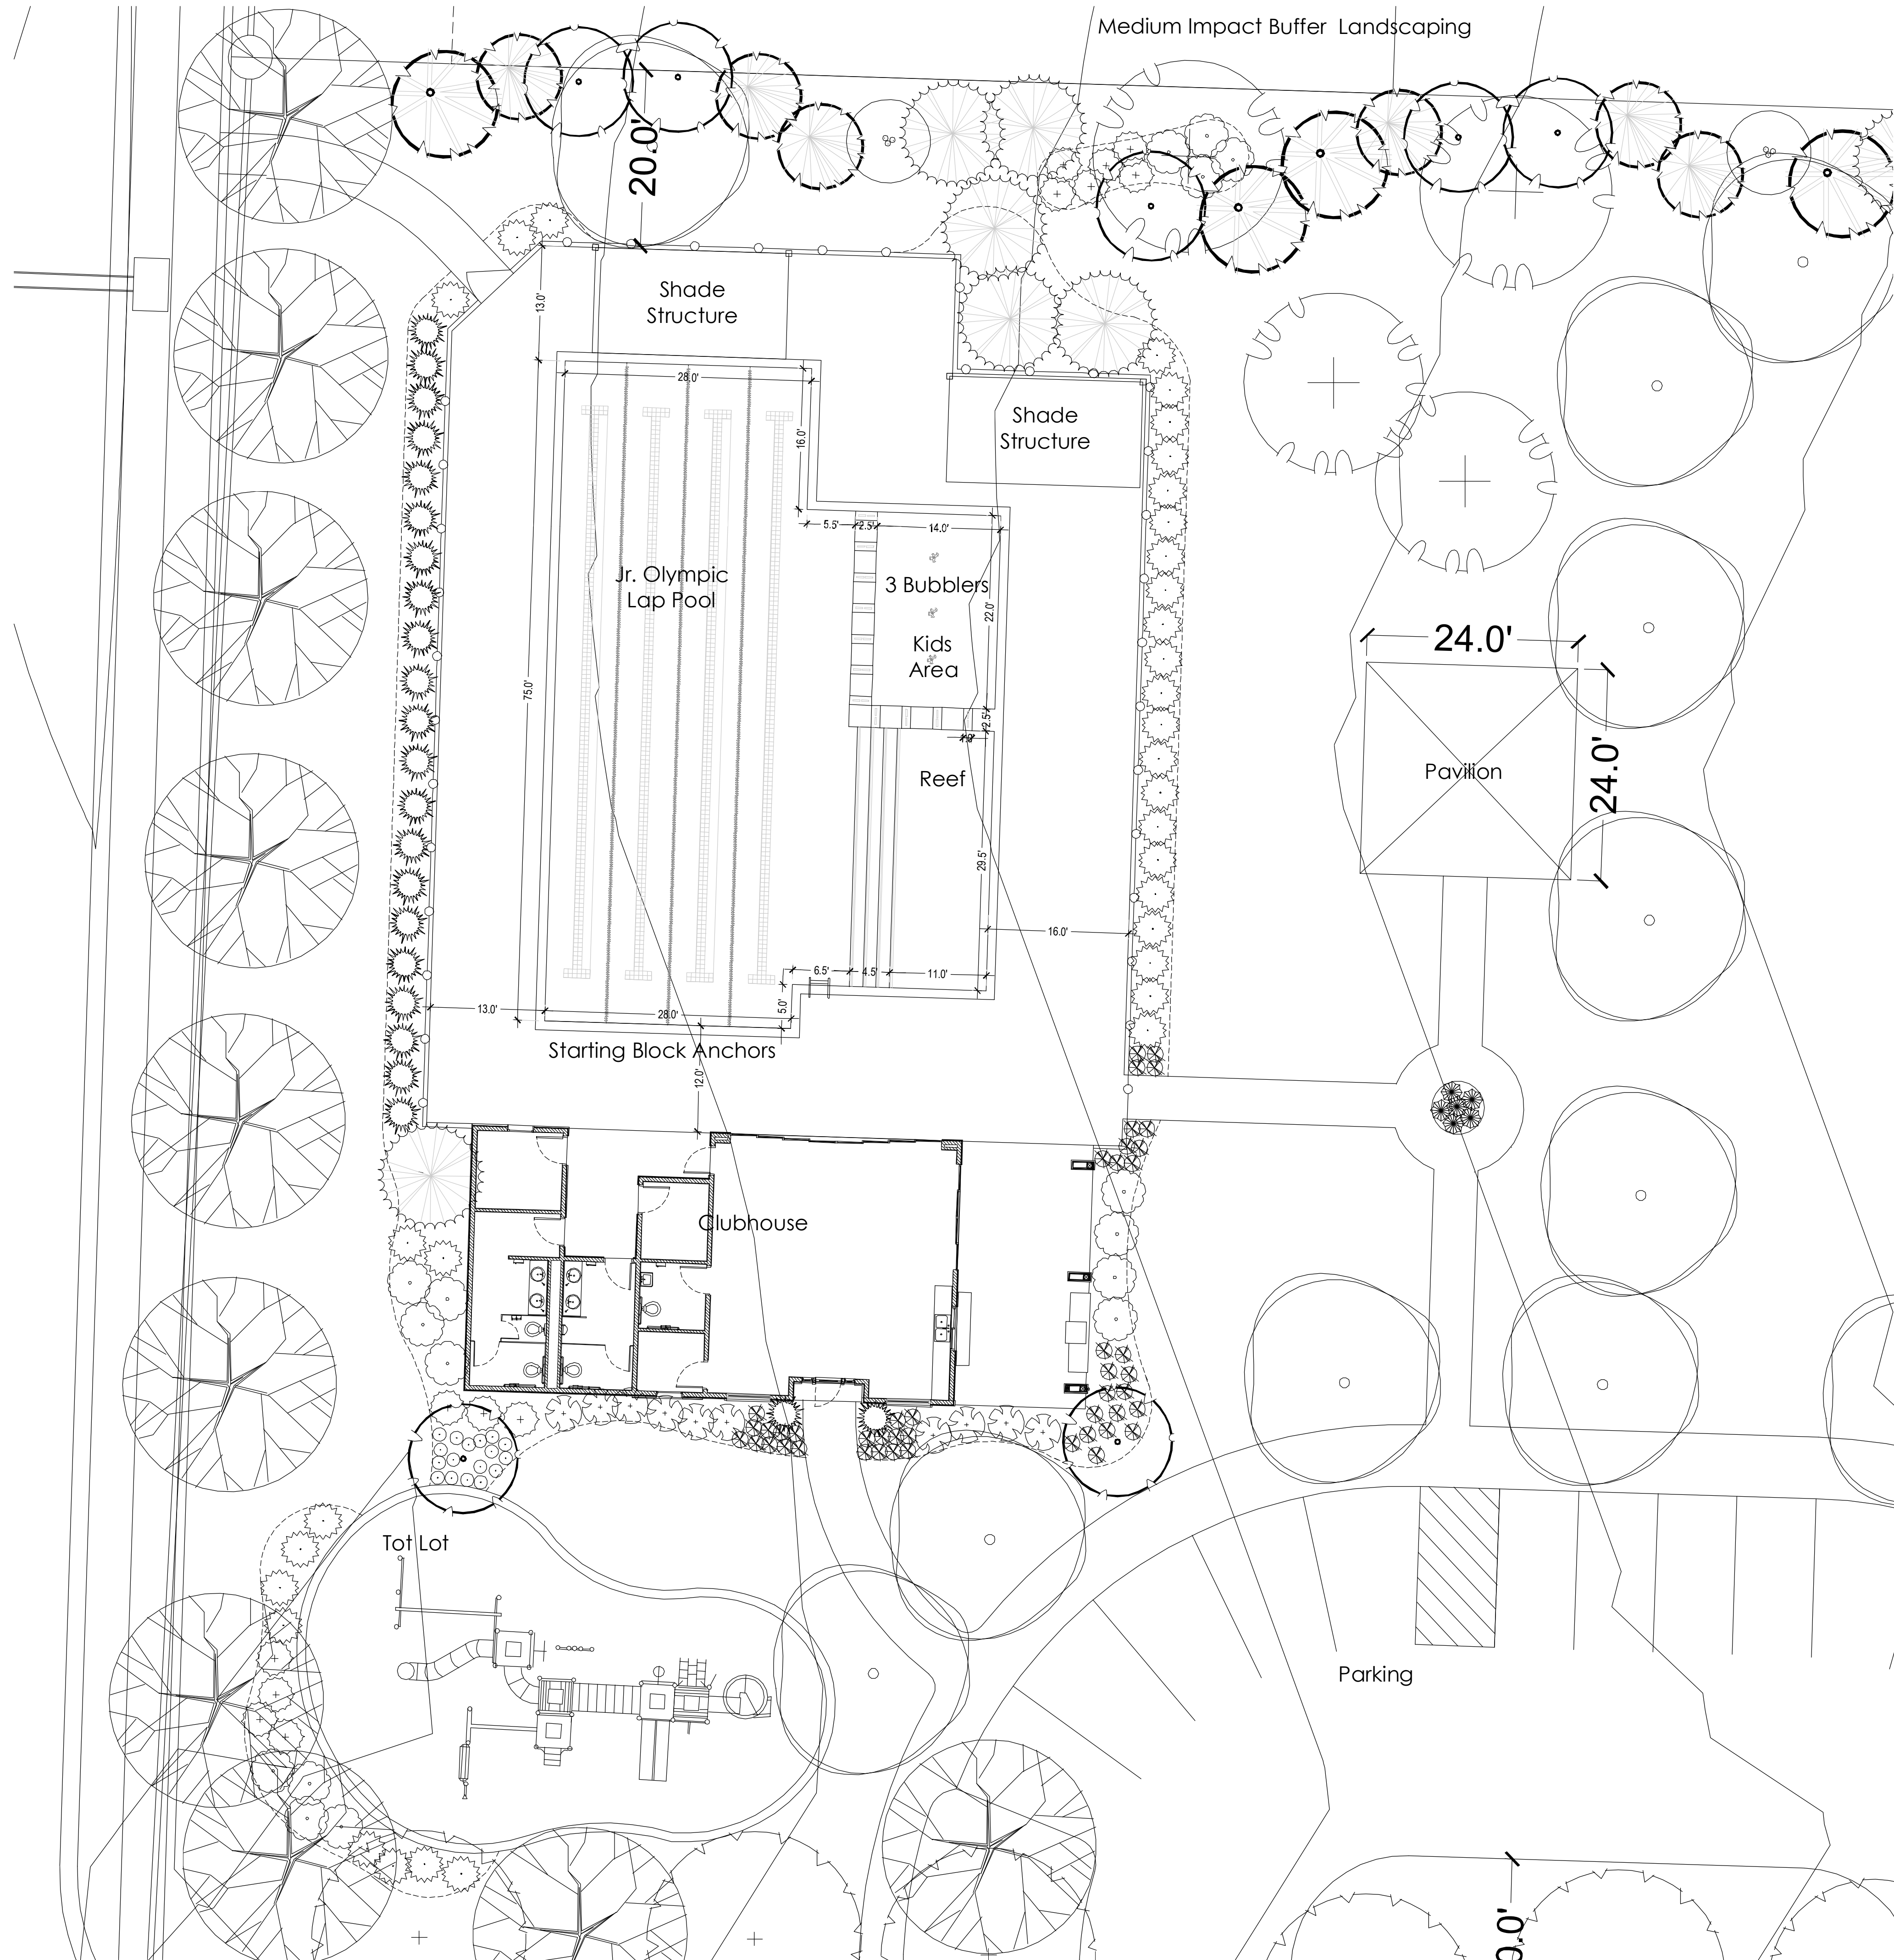 Medium Impact Buffer Landscaping
20.0'
Shade
Structure
13.0'
28.0'
Shade
Structure
16.0'
5.5'
2.5'
14.0'
Jr. Olympic
Lap Pool
3 Bubblers
22.0'
Kids
Area
24.0'
75.0'
2.5'
Reef
Pavilion
24.0'
29.5'
16.0'
6.5'
4.5'
11.0'
13.0'
28.0'
5.0'
Starting Block Anchors
12.0'
Clubhouse
Tot Lot
Parking